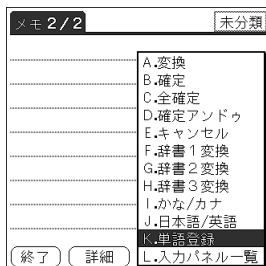 メモ 2/2
未分類
A.変換
B.確定
C.全確定
D.確定アンドゥ
E.キャンセル
F.辞書1変換
G.辞書2変換
H.辞書3変換
I.かな/カナ
J.日本語/英語
K.単語登録
L.入力パネル一覧
終了 詳細